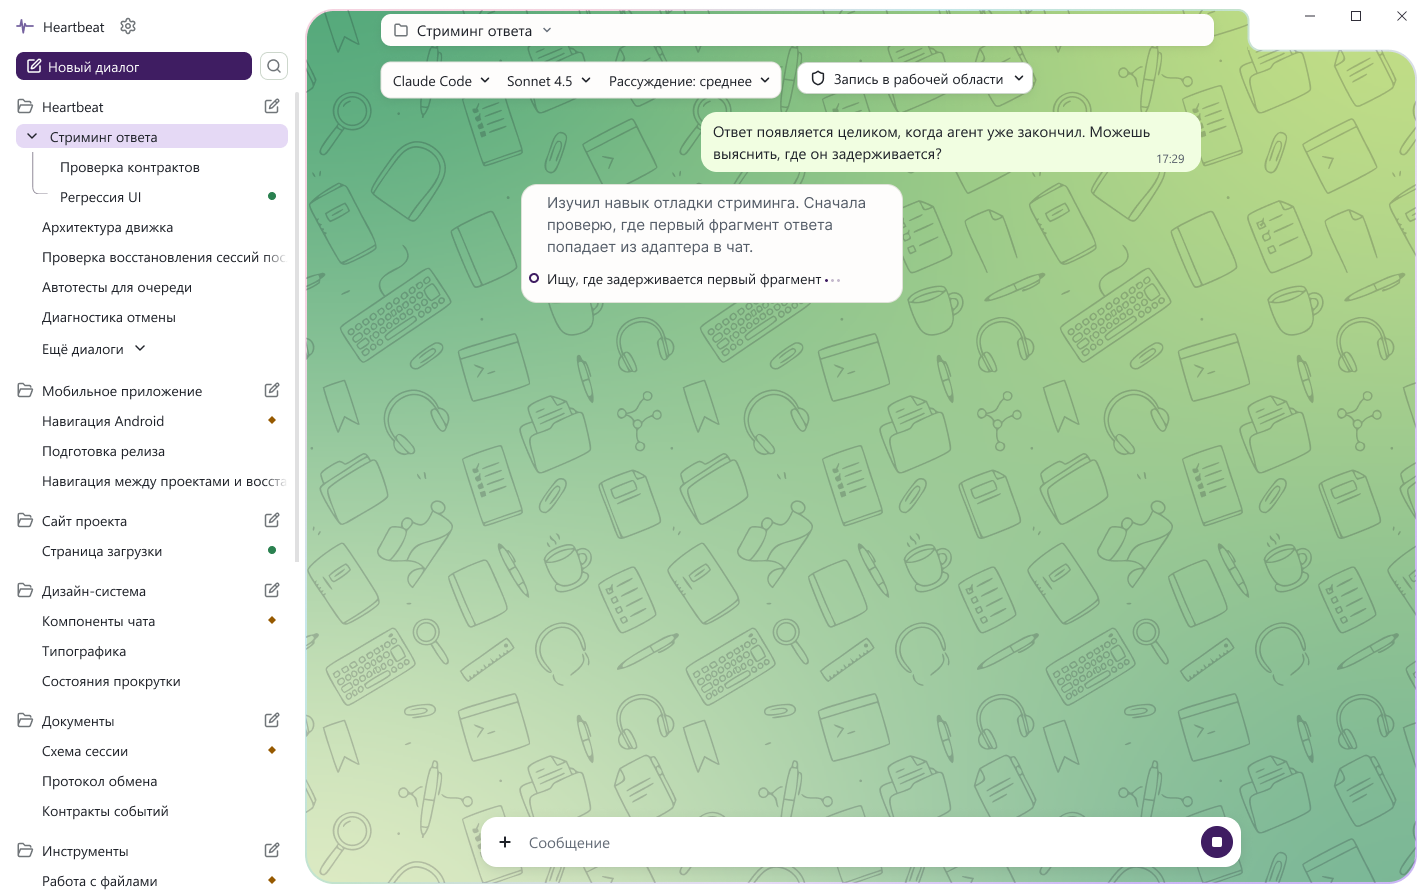 Heartbeat
Новый диалог
Heartbeat
Стриминг ответа
Проверка контрактов
Регрессия UI
Архитектура движка
Проверка восстановления сессий пос
Автотесты для очереди
Диагностика отмены
Ещё диалоги
Мобильное приложение
Навигация Android
Подготовка релиза
Навигация между проектами и восста
Сайт проекта
Страница загрузки
Дизайн-система
Компоненты чата
Типографика
Состояния прокрутки
Документы
Схема сессии
Протокол обмена
Контракты событий
Инструменты
Работа с файлами
Стриминг ответа
Claude Code Sonnet 4.5 Рассуждение: среднее Запись в рабочей области
Ответ появляется целиком, когда агент уже закончил. Можешь
выяснить, где он задерживается?
17:29
Изучил навык отладки стриминга. Сначала
проверю, где первый фрагмент ответа
попадает из адаптера в чат.
Ищу, где задерживается первый фрагмент
Сообщение